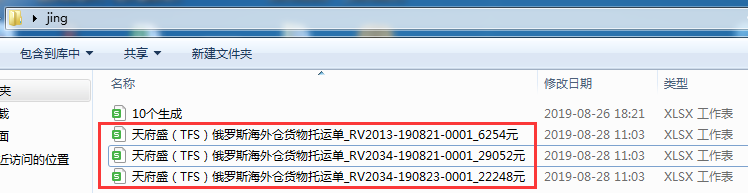 jing
包含到库中 共享 新建文件夹
夹 名称 修改日期 类型
10个生成 2019-08-26 18:21 XLSX 工作表
载 天府盛（TFS）俄罗斯海外仓货物托运单_RV2013-190821-0001_6254元 2019-08-28 11:03 XLSX 工作表
面 天府盛（TFS）俄罗斯海外仓货物托运单_RV2034-190821-0001_29052元 2019-08-28 11:03 XLSX 工作表
近访问的位置 天府盛（TFS）俄罗斯海外仓货物托运单_RV2034-190823-0001_22248元 2019-08-28 11:03 XLSX 工作表